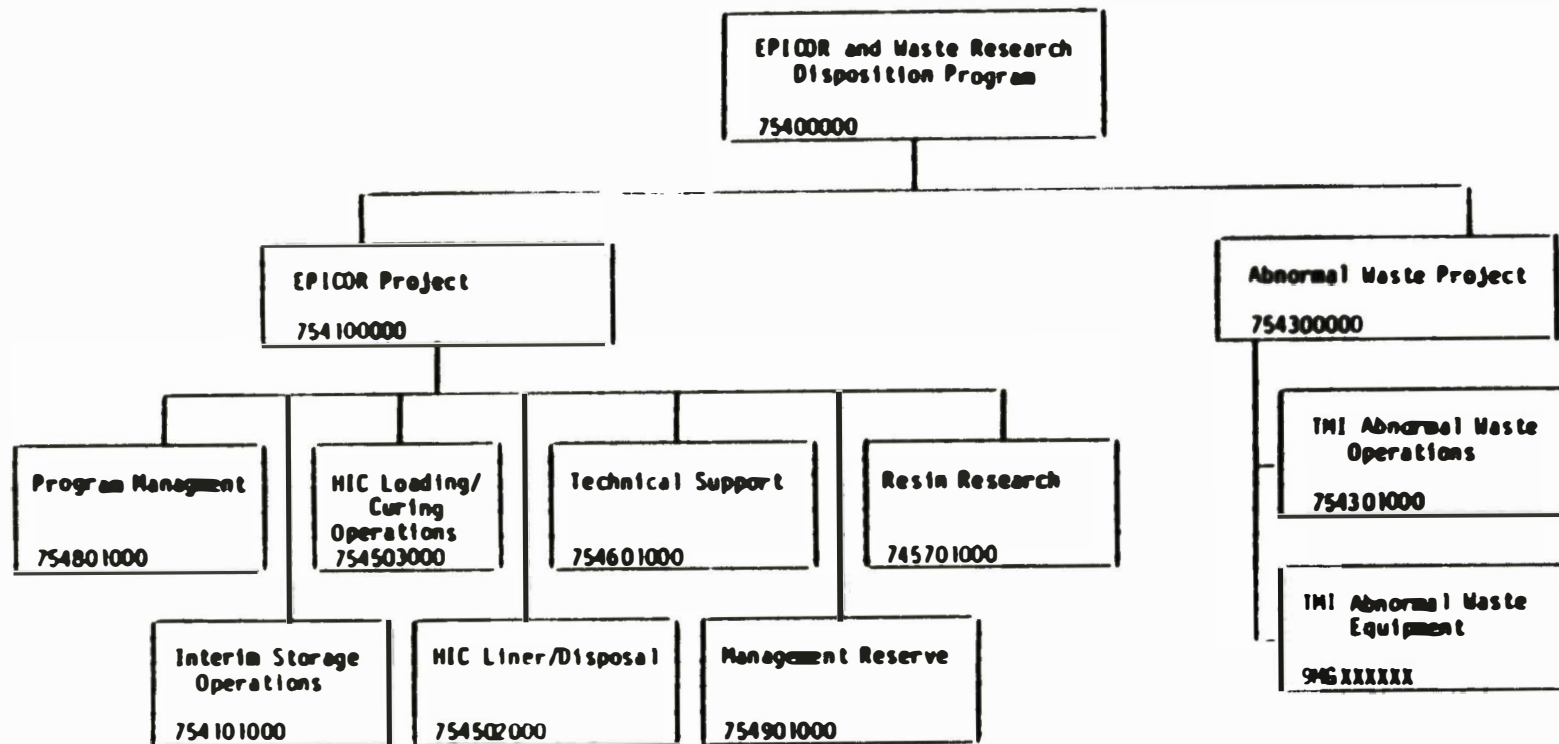 EPICOR and Waste Research
Disposition Program
75400000
EPICOR Project
754100000
Abnormal Waste Project
754300000
Program Managment
754801000
HIC Loading/
Curing
Operations
754503000
Technical Support
754601000
Resin Research
745701000
TMI Abnormal Waste
Operations
754301000
Interim Storage
Operations
754101000
HIC Liner/Disposal
754502000
Management Reserve
754901000
TMI Abnormal Waste
Equipment
9MGXXXXXX